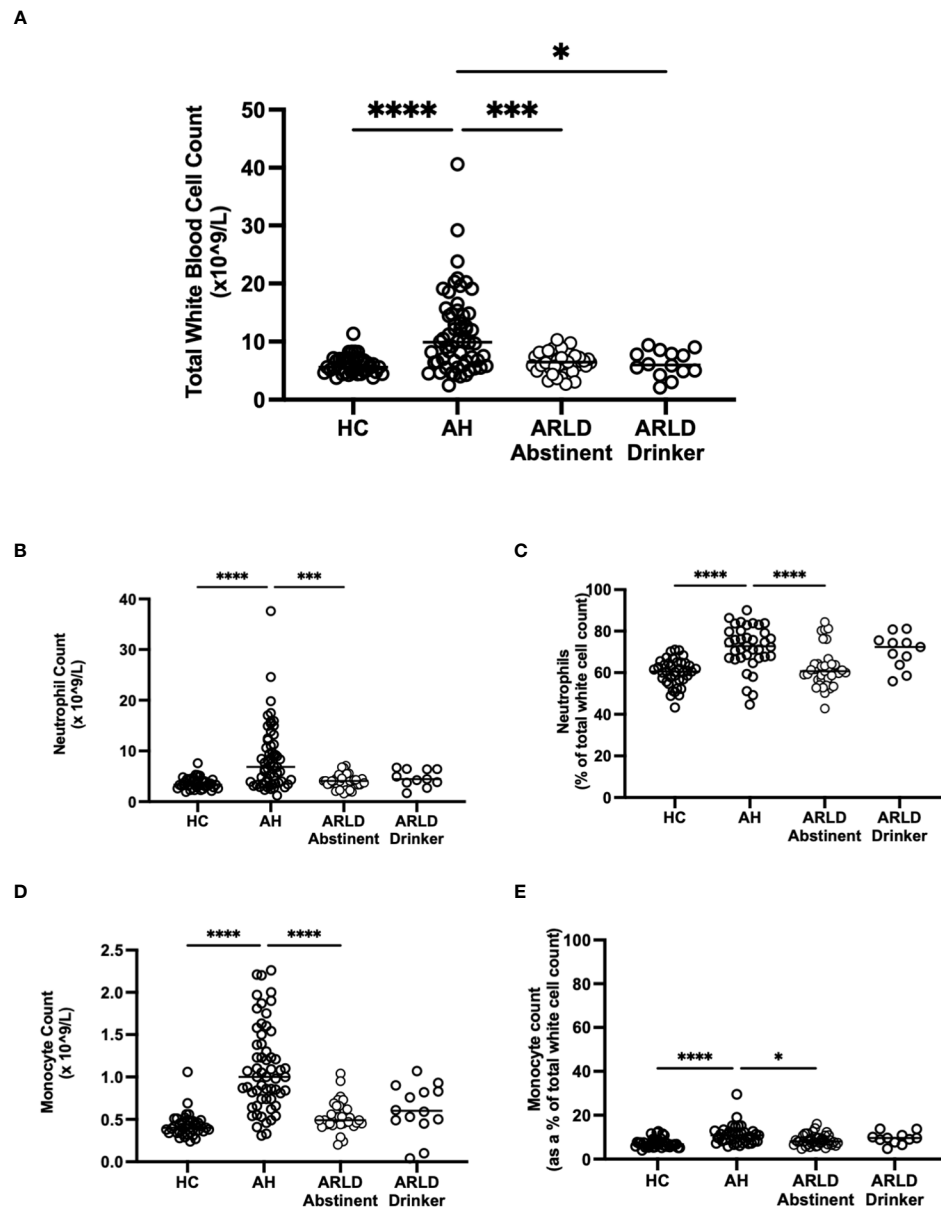 A
*
**** ***
Total White Blood Cell Count
(x10^9/L)
50
40
30
20
10
0
HC AH ARLD ARLD
Abstinent Drinker
B
**** ***
Neutrophil Count
(x 10^9/L)
40
30
20
10
0
HC AH ARLD ARLD
Abstinent Drinker
C
**** ****
Neutrophils
(% of total white cell count)
100
80
60
40
20
0
HC AH ARLD ARLD
Abstinent Drinker
D
**** ****
Monocyte Count
(x 10^9/L)
2.5
2.0
1.5
1.0
0.5
0.0
HC AH ARLD ARLD
Abstinent Drinker
E
**** *
Monocyte count
(as a % of total white cell count)
100
80
60
40
20
0
HC AH ARLD ARLD
Abstinent Drinker